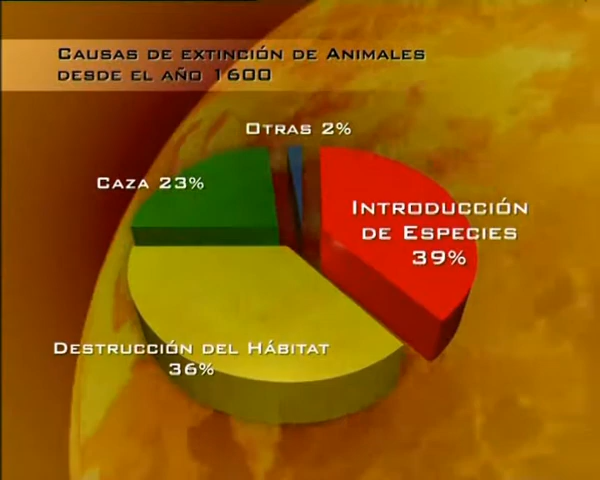 Causas de extinción de Animales
desde el año 1600
Otras 2%
Caza 23%
Introducción
de Especies
39%
Destrucción del Hábitat
36%